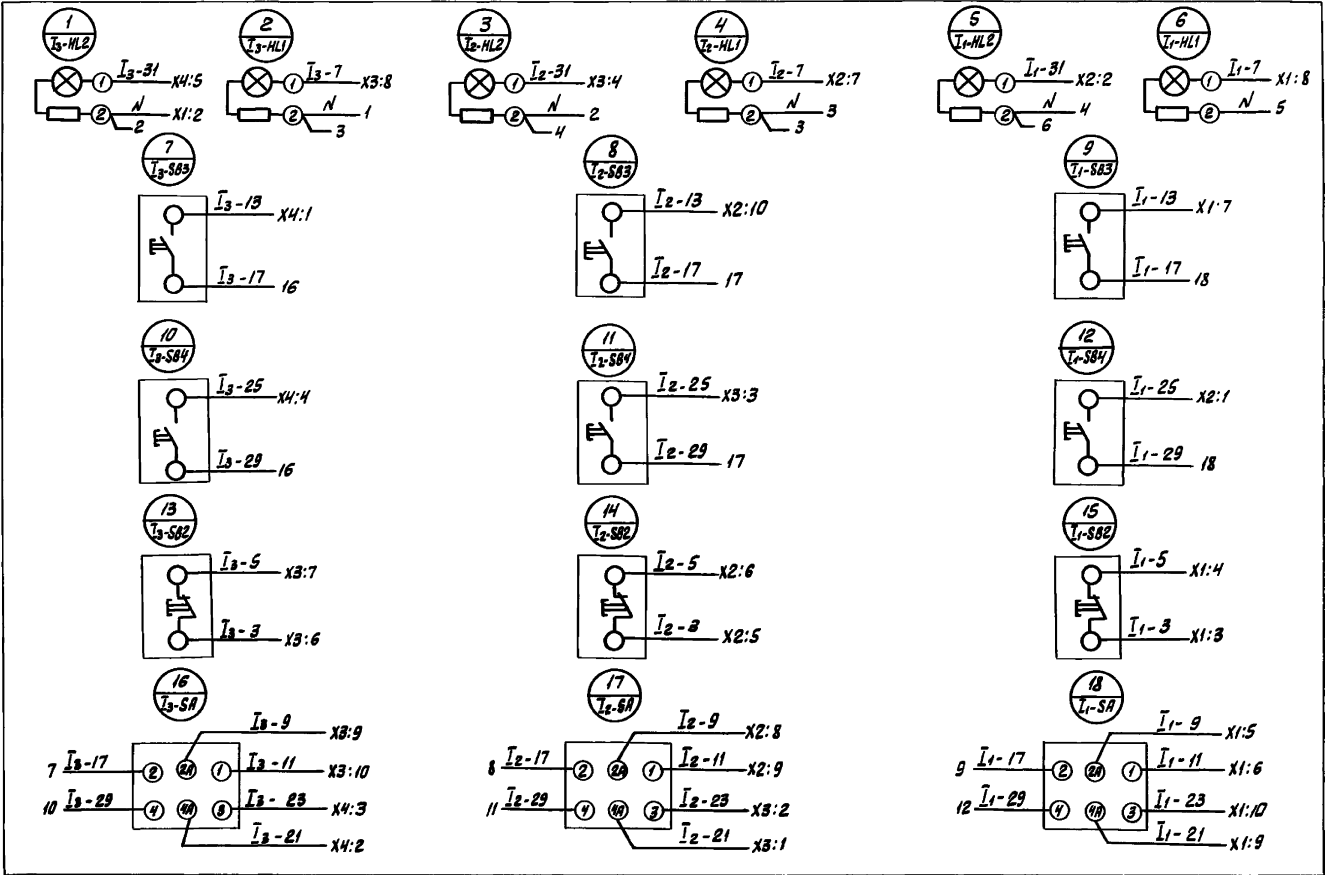 1
I3-HL2
2
I3-HL1
3
I2-HL2
4
I2-HL1
5
I1-HL2
6
I1-HL1
1 I3-31 X4:5
2 N X1:2
2
1 I3-7 X3:8
2 N 1
3
1 I2-31 X3:4
2 N 2
4
1 I2-7 X2:7
2 N 3
3
1 I1-31 X2:2
2 N 4
6
1 I1-7 X1:8
2 N 5
7
I3-SB3
8
I2-SB3
9
I1-SB3
I3-13 X4:1
I2-13 X2:10
I1-13 X1:7
I3-17 16
I2-17 17
I1-17 18
10
I3-SB4
11
I2-SB4
12
I1-SB4
I3-25 X4:4
I2-25 X3:3
I1-25 X2:1
I3-29 16
I2-29 17
I1-29 18
13
I3-SB2
14
I2-SB2
15
I1-SB2
I3-5 X3:7
I2-5 X2:6
I1-5 X1:4
I3-3 X3:6
I2-3 X2:5
I1-3 X1:3
16
I3-SA
17
I2-SA
18
I1-SA
I3-9 X3:9
7 I3-17 2 2A 1 I3-11 X3:10
10 I3-29 4 4A 3 I3-23 X4:3
I3-21 X4:2
I2-9 X2:8
8 I2-17 2 2A 1 I2-11 X2:9
11 I2-29 4 4A 3 I2-23 X3:2
I2-21 X3:1
I1-9 X1:5
9 I1-17 2 2A 1 I1-11 X1:6
12 I1-29 4 4A 3 I1-23 X1:10
I1-21 X1:9